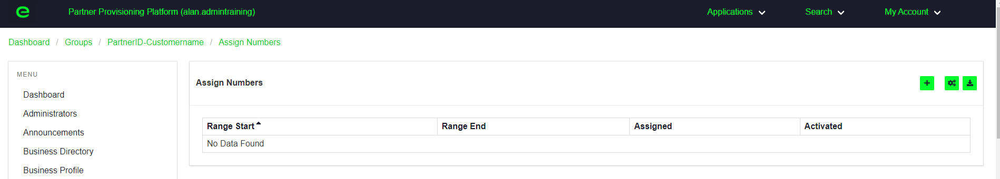 e Partner Provisioning Platform (alan.admintraining) Applications Search My Account
Dashboard / Groups / PartnerID-Customername / Assign Numbers
MENU
Dashboard
Administrators
Announcements
Business Directory
Business Profile
Assign Numbers
Range Start Range End Assigned Activated
No Data Found